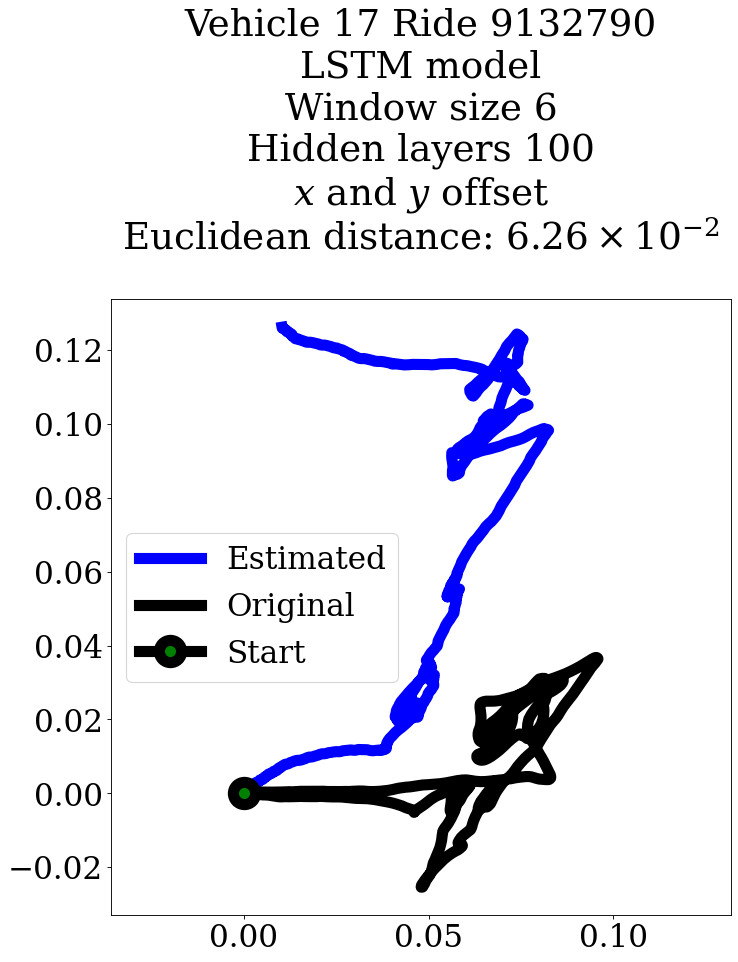 Vehicle 17 Ride 9132790
LSTM model
Window size 6
Hidden layers 100
x and y offset
Euclidean distance: 6.26 × 10⁻²
0.12
0.10
0.08
0.06
0.04
0.02
0.00
−0.02
Estimated
Original
Start
0.00 0.05 0.10